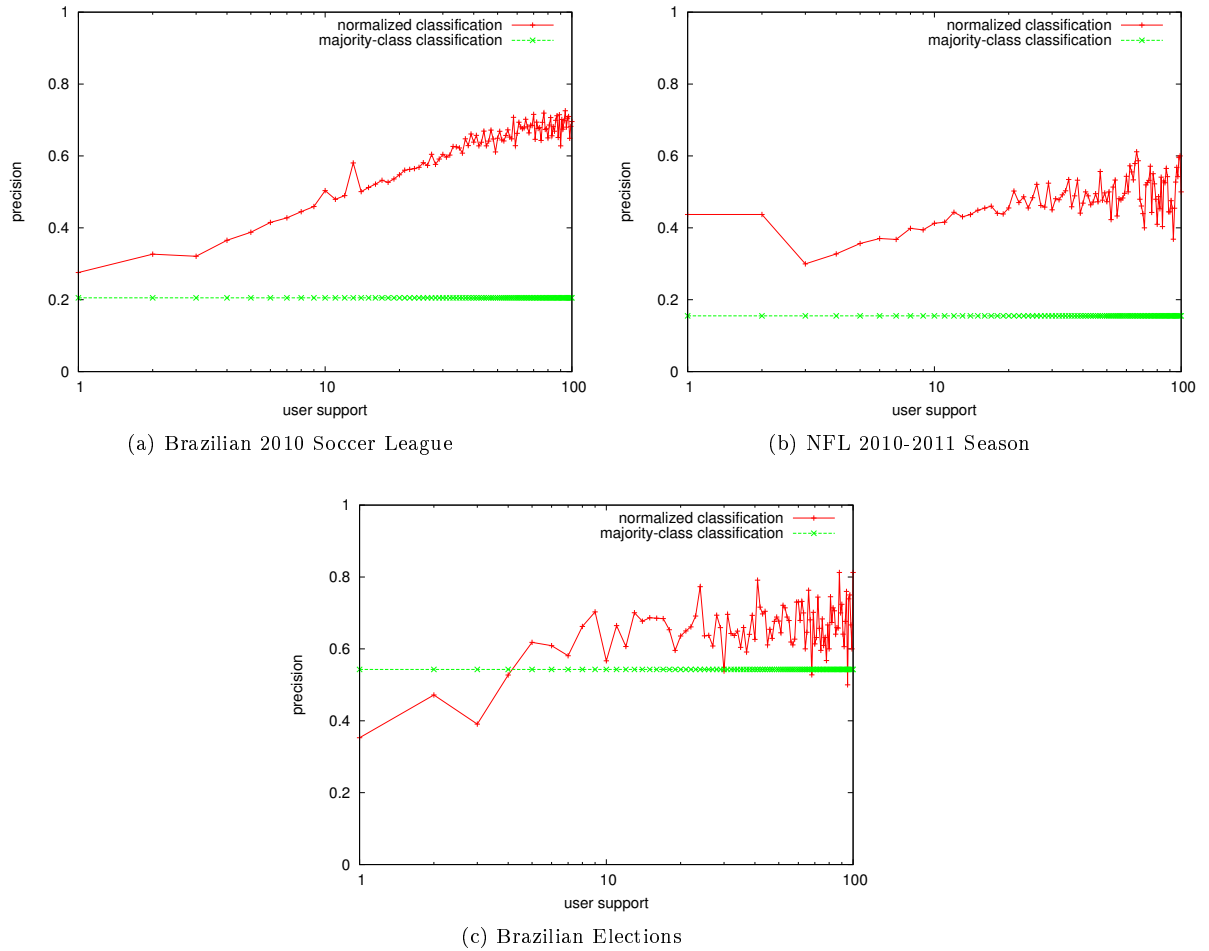 1
0.8
0.6
0.4
0.2
0
1
10
100
precision
user support
normalized classification
majority-class classification
(a) Brazilian 2010 Soccer League
1
0.8
0.6
0.4
0.2
0
1
10
100
precision
user support
normalized classification
majority-class classification
(b) NFL 2010-2011 Season
1
0.8
0.6
0.4
0.2
0
1
10
100
precision
user support
normalized classification
majority-class classification
(c) Brazilian Elections